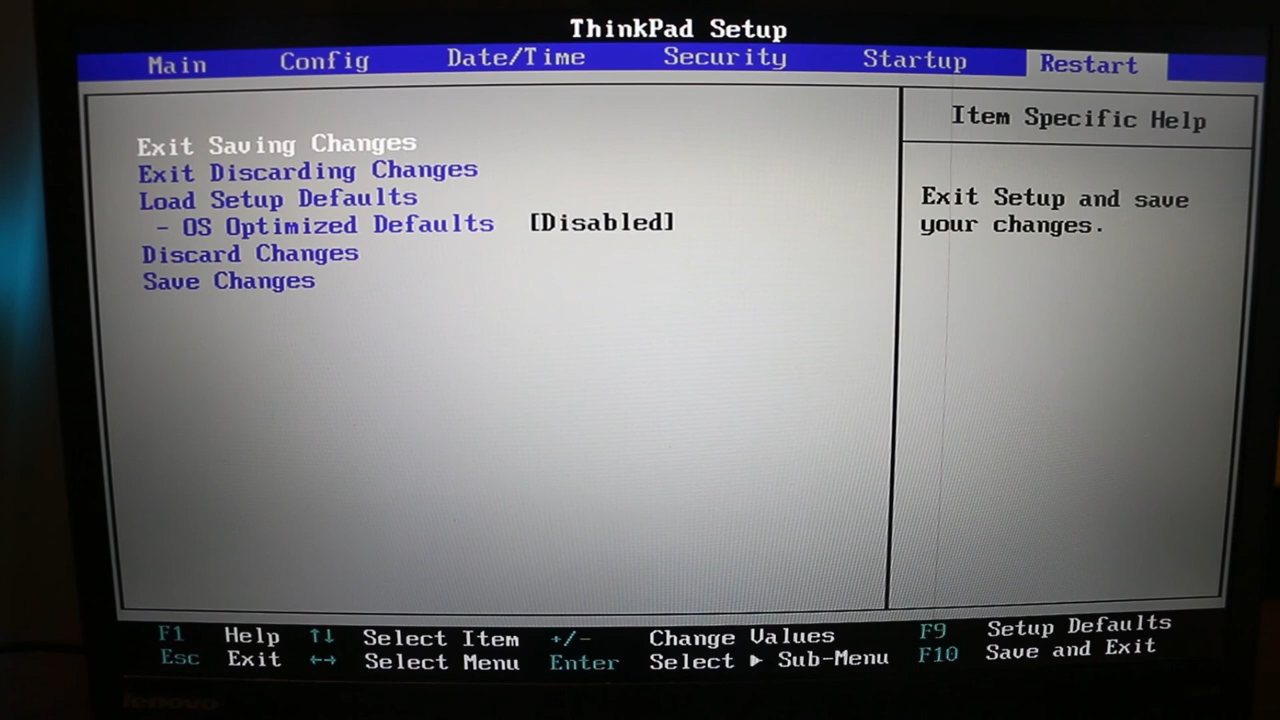 ThinkPad Setup
Main Config Date/Time Security Startup Restart
Exit Saving Changes
Exit Discarding Changes
Load Setup Defaults
- OS Optimized Defaults [Disabled]
Discard Changes
Save Changes
Item Specific Help
Exit Setup and save
your changes.
F1 Help ↑↓ Select Item +/- Change Values F9 Setup Defaults
Esc Exit ←→ Select Menu Enter Select ▶ Sub-Menu F10 Save and Exit
lenovo